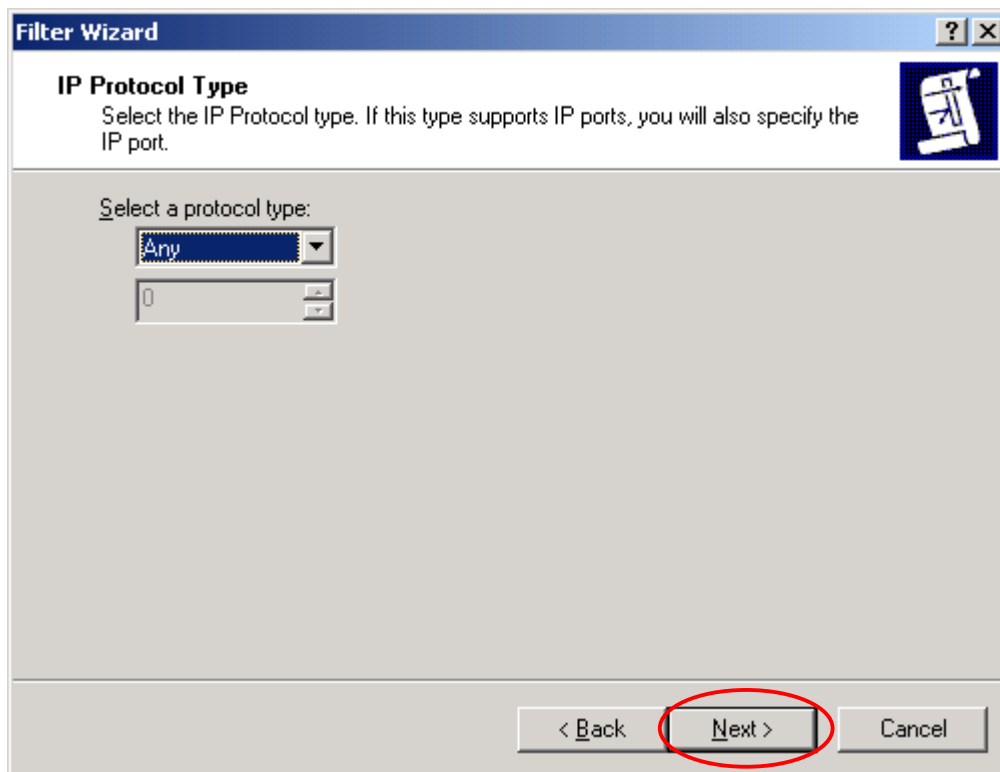 Filter Wizard
IP Protocol Type
Select the IP Protocol type. If this type supports IP ports, you will also specify the
IP port.
Select a protocol type:
Any
0
< Back
Next >
Cancel